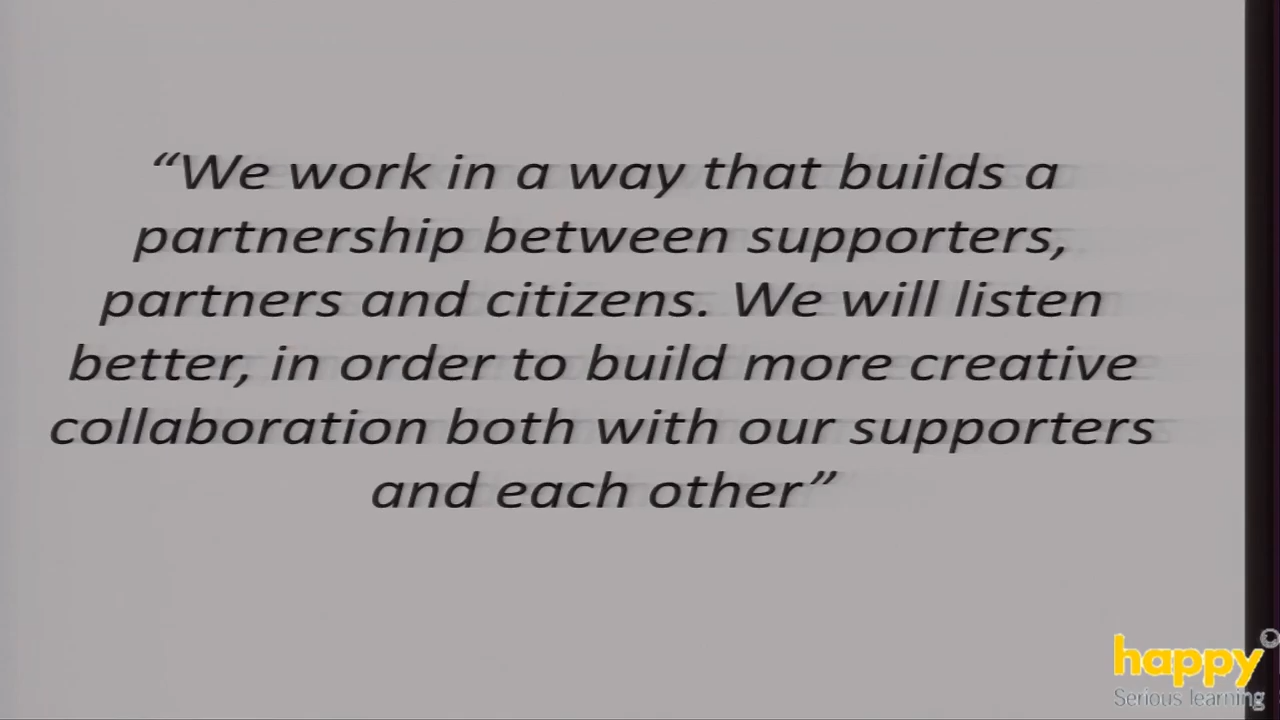 “We work in a way that builds a
partnership between supporters,
partners and citizens. We will listen
better, in order to build more creative
collaboration both with our supporters
and each other”
happy
Serious learning